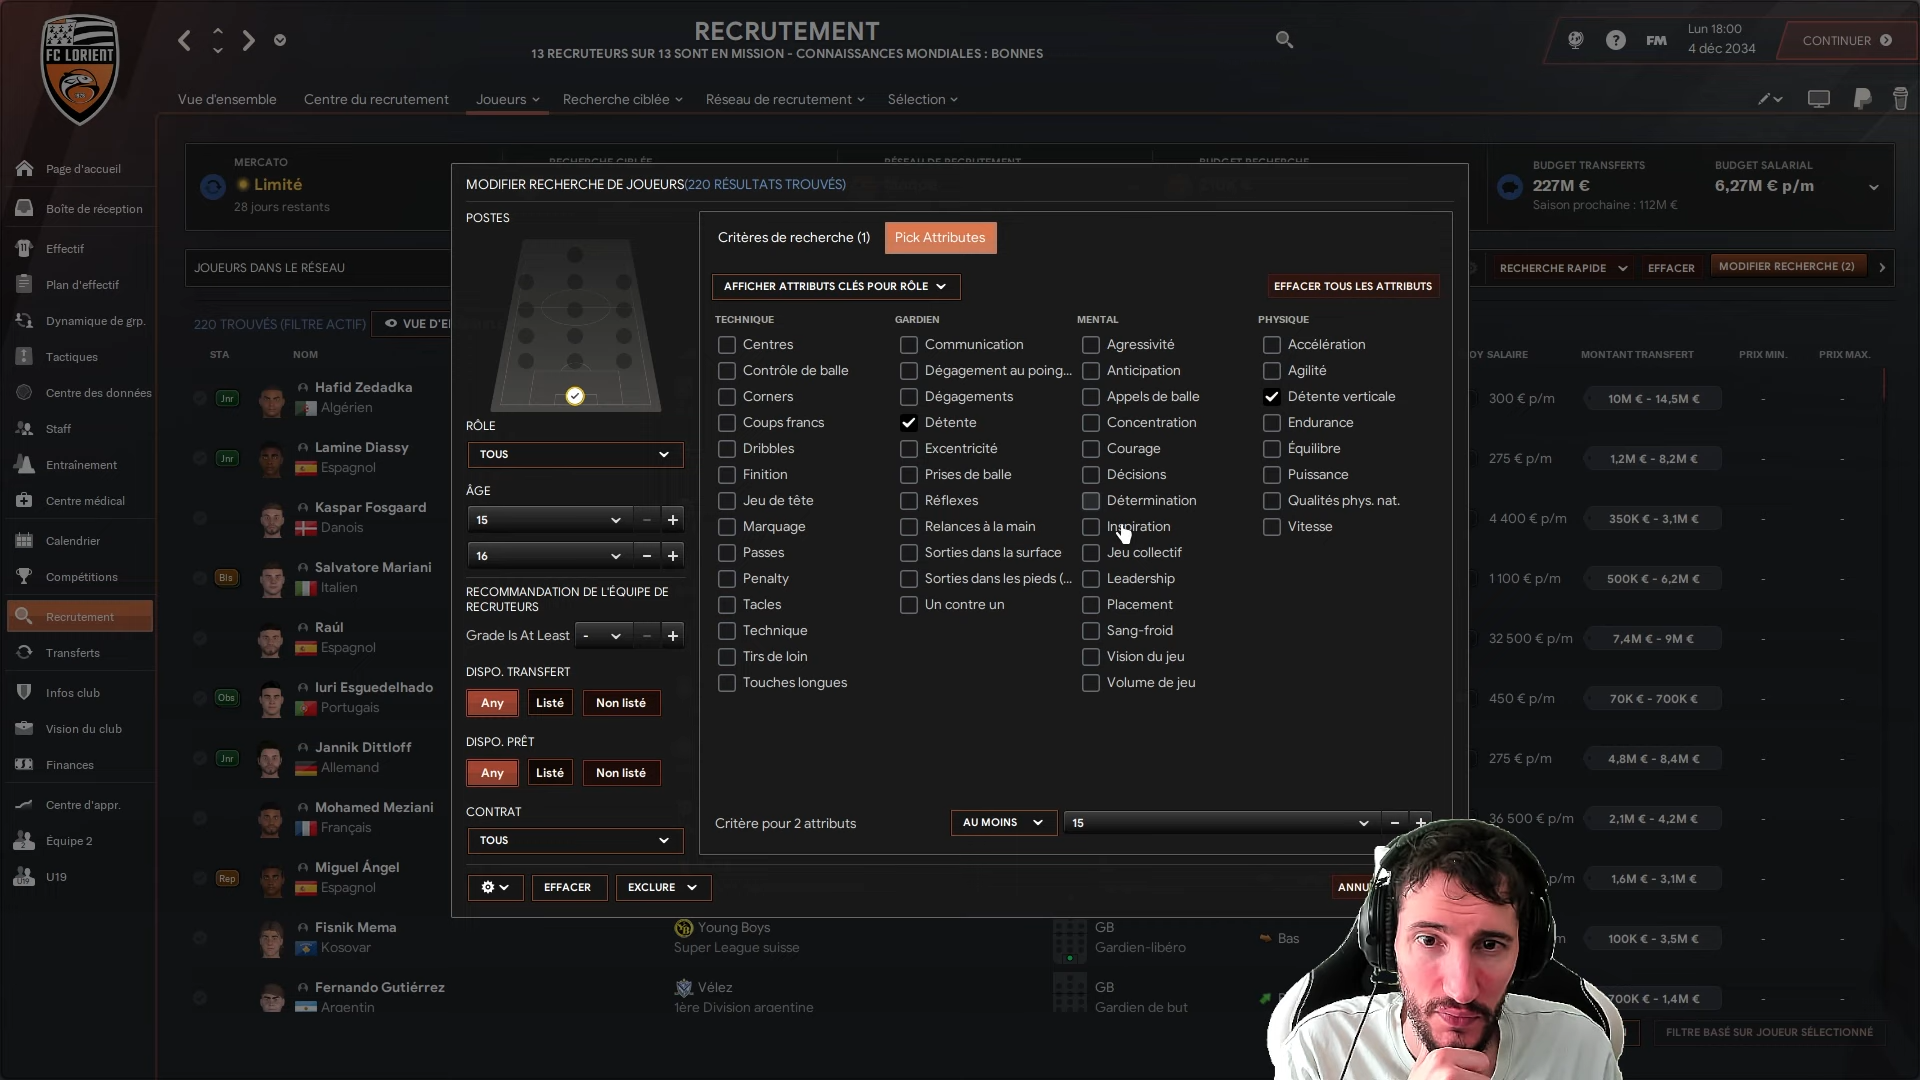 FC LORIENT
RECRUTEMENT
13 RECRUTEURS SUR 13 SONT EN MISSION - CONNAISSANCES MONDIALES : BONNES
FM
Lun 18:00
4 déc 2034
CONTINUER
Vue d'ensemble
Centre du recrutement
Joueurs
Recherche ciblée
Réseau de recrutement
Sélection
Page d'accueil
Boîte de réception
Effectif
Plan d'effectif
Dynamique de grp.
Tactiques
Centre des données
Staff
Entraînement
Centre médical
Calendrier
Compétitions
Recrutement
Transferts
Infos club
Vision du club
Finances
Centre d'appr.
Équipe 2
U19
MERCATO
Limité
28 jours restants
BUDGET TRANSFERTS
227M €
Saison prochaine : 112M €
BUDGET SALARIAL
6,27M € p/m
JOUEURS DANS LE RÉSEAU
RECHERCHE RAPIDE
EFFACER
MODIFIER RECHERCHE (2)
220 TROUVÉS (FILTRE ACTIF)
STA
NOM
SALAIRE
MONTANT TRANSFERT
PRIX MIN.
PRIX MAX.
Jnr
Hafid Zedadka
Algérien
300 € p/m
10M € - 14,5M €
-
-
Jnr
Lamine Diassy
Espagnol
275 € p/m
1,2M € - 8,2M €
-
-
Kaspar Fosgaard
Danois
4 400 € p/m
350K € - 3,1M €
-
-
Bls
Salvatore Mariani
Italien
1 100 € p/m
500K € - 6,2M €
-
-
Raúl
Espagnol
32 500 € p/m
7,4M € - 9M €
-
-
Obs
Iuri Esguedelhado
Portugais
450 € p/m
70K € - 700K €
-
-
Jnr
Jannik Dittloff
Allemand
275 € p/m
4,8M € - 8,4M €
-
-
Mohamed Meziani
Français
36 500 € p/m
2,1M € - 4,2M €
-
-
Rep
Miguel Ángel
Espagnol
1,6M € - 3,1M €
-
-
Fisnik Mema
Kosovar
Young Boys
Super League suisse
GB
Gardien-libéro
Bas
100K € - 3,5M €
-
-
Fernando Gutiérrez
Argentin
Vélez
1ère Division argentine
GB
Gardien de but
700K € - 1,4M €
-
-
FILTRE BASÉ SUR JOUEUR SÉLECTIONNÉ
MODIFIER RECHERCHE DE JOUEURS(220 RÉSULTATS TROUVÉS)
POSTES
RÔLE
TOUS
ÂGE
15
16
RECOMMANDATION DE L'ÉQUIPE DE
RECRUTEURS
Grade Is At Least
-
DISPO. TRANSFERT
Any
Listé
Non listé
DISPO. PRÊT
Any
Listé
Non listé
CONTRAT
TOUS
EFFACER
EXCLURE
Critères de recherche (1)
Pick Attributes
AFFICHER ATTRIBUTS CLÉS POUR RÔLE
EFFACER TOUS LES ATTRIBUTS
TECHNIQUE
Centres
Contrôle de balle
Corners
Coups francs
Dribbles
Finition
Jeu de tête
Marquage
Passes
Penalty
Tacles
Technique
Tirs de loin
Touches longues
GARDIEN
Communication
Dégagement au poing...
Dégagements
Détente
Excentricité
Prises de balle
Réflexes
Relances à la main
Sorties dans la surface
Sorties dans les pieds (...
Un contre un
MENTAL
Agressivité
Anticipation
Appels de balle
Concentration
Courage
Décisions
Détermination
Inspiration
Jeu collectif
Leadership
Placement
Sang-froid
Vision du jeu
Volume de jeu
PHYSIQUE
Accélération
Agilité
Détente verticale
Endurance
Équilibre
Puissance
Qualités phys. nat.
Vitesse
Critère pour 2 attributs
AU MOINS
15